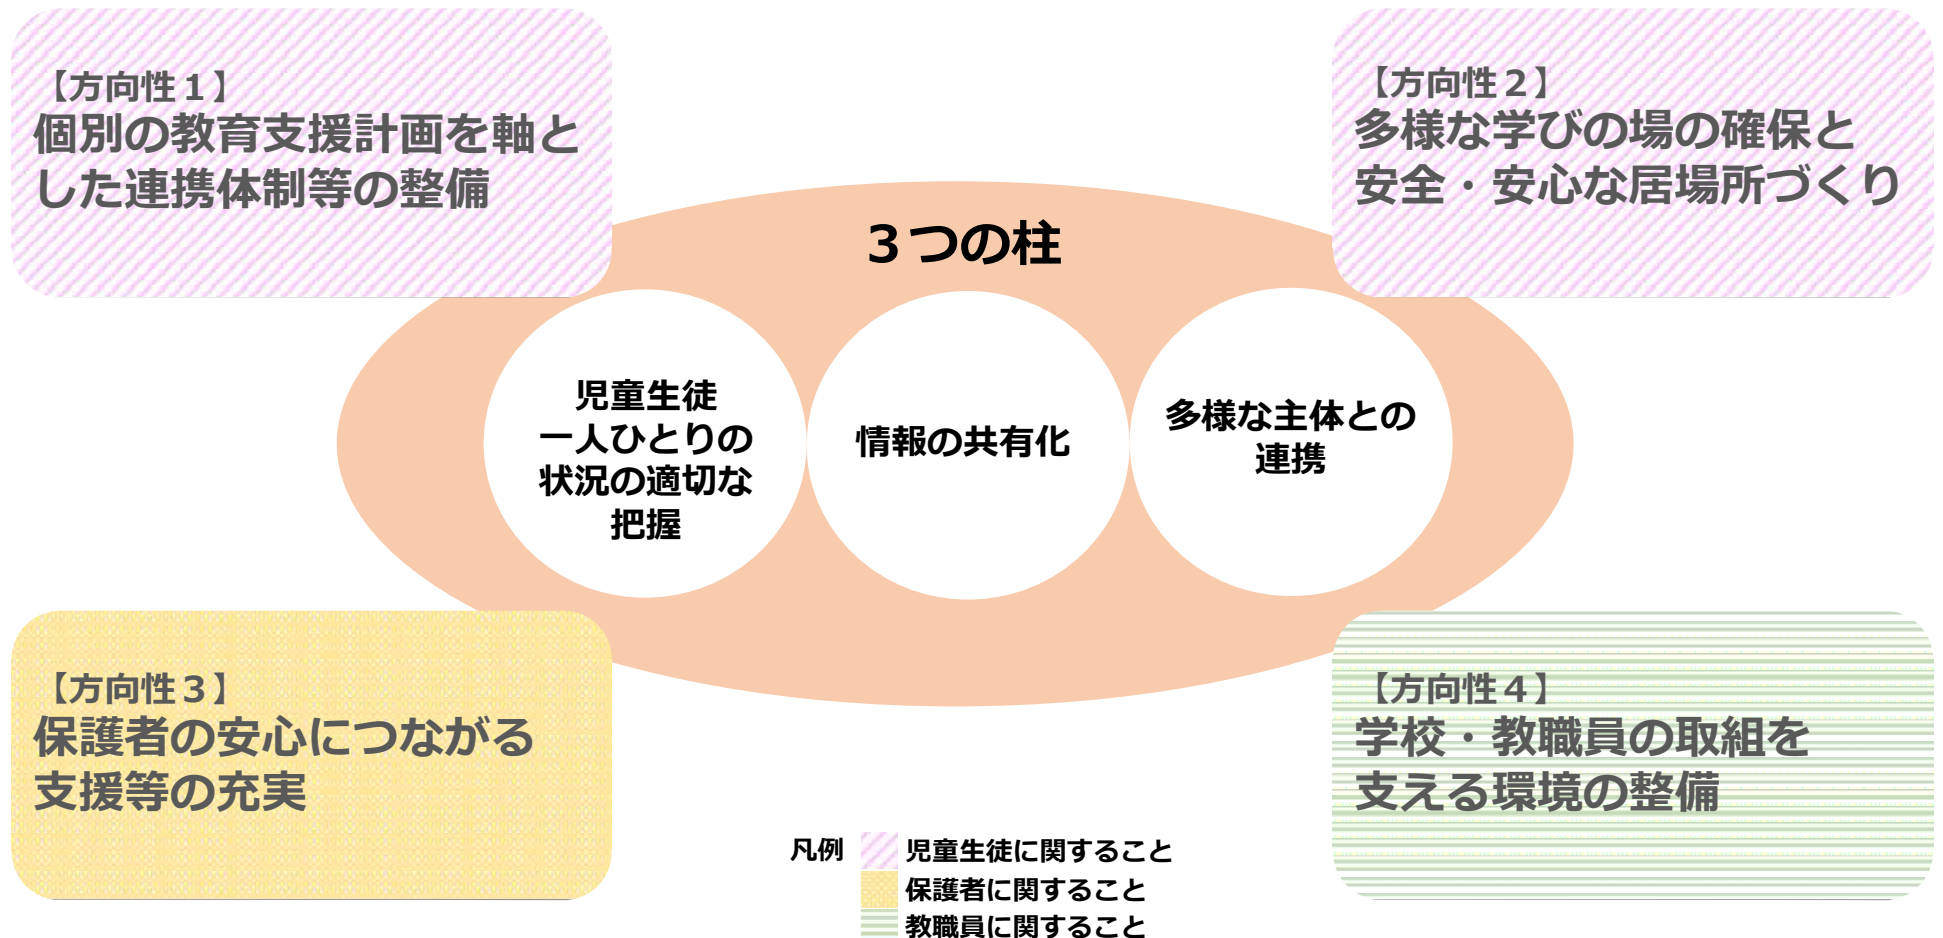 【方向性１】
個別の教育支援計画を軸と
した連携体制等の整備
【方向性２】
多様な学びの場の確保と
安全・安心な居場所づくり
３つの柱
児童生徒
一人ひとりの
状況の適切な
把握
情報の共有化
多様な主体との
連携
【方向性３】
保護者の安心につながる
支援等の充実
【方向性４】
学校・教職員の取組を
支える環境の整備
凡例
児童生徒に関すること
保護者に関すること
教職員に関すること